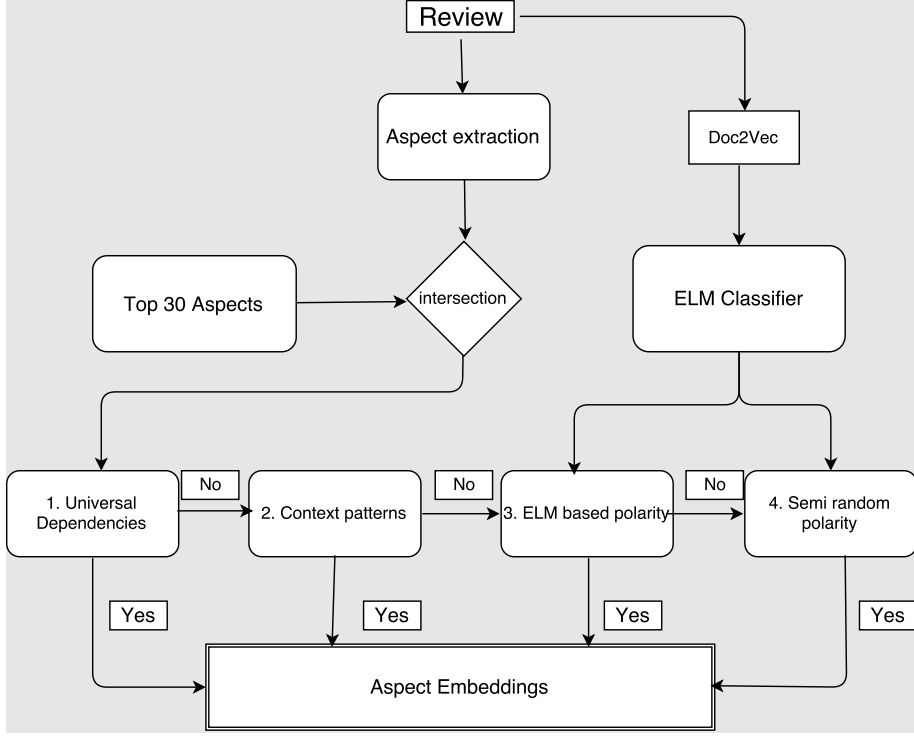 Review
Aspect extraction
Doc2Vec
Top 30 Aspects
intersection
ELM Classifier
1. Universal
Dependencies
No
2. Context patterns
No
3. ELM based polarity
No
4. Semi random
polarity
Yes
Yes
Yes
Yes
Aspect Embeddings